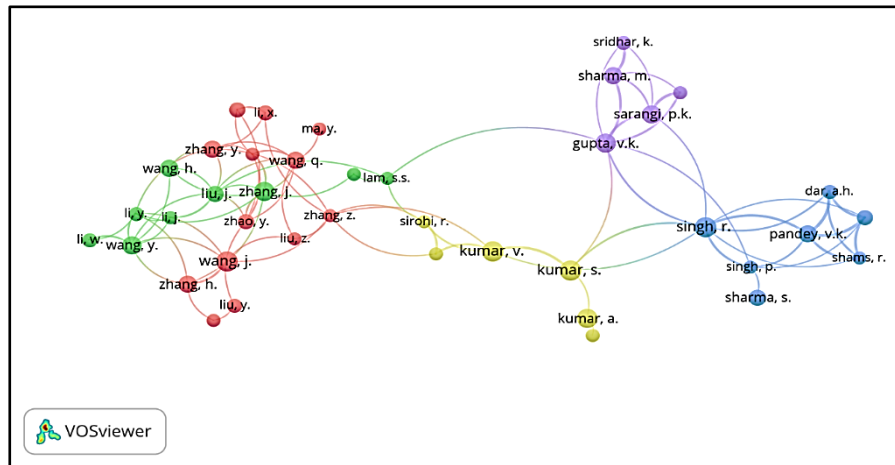 sridhar, k.
sharma, m.
sarangi, p.k.
gupta, v.k.
li, x.
ma, y.
zhang, y.
wang, q.
wang, h.
lam, s.s.
liu, j.
zhang, j.
dar, a.h.
li, y.
li, j.
zhao, y.
zhang, z.
sirohi, r.
singh, r.
pandey, v.k.
li, w.
wang, y.
liu, z.
kumar, v.
shams, r.
wang, j.
kumar, s.
singh, p.
zhang, h.
sharma, s.
liu, y.
kumar, a.
VOSviewer